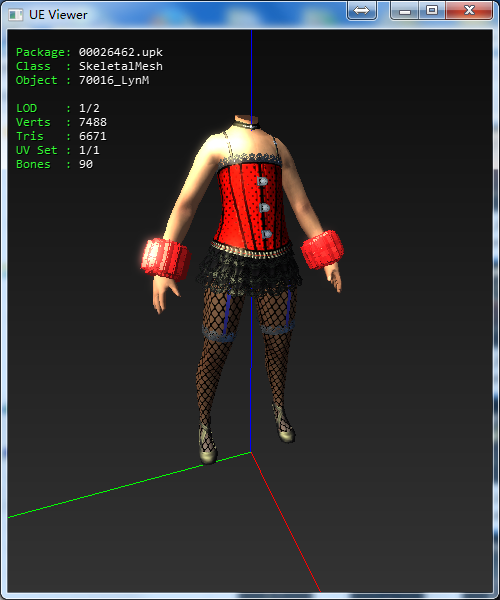 UE Viewer
Package: 00026462.upk
Class : SkeletalMesh
Object : 70016_LynM
LOD : 1/2
Verts : 7488
Tris : 6671
UV Set : 1/1
Bones : 90